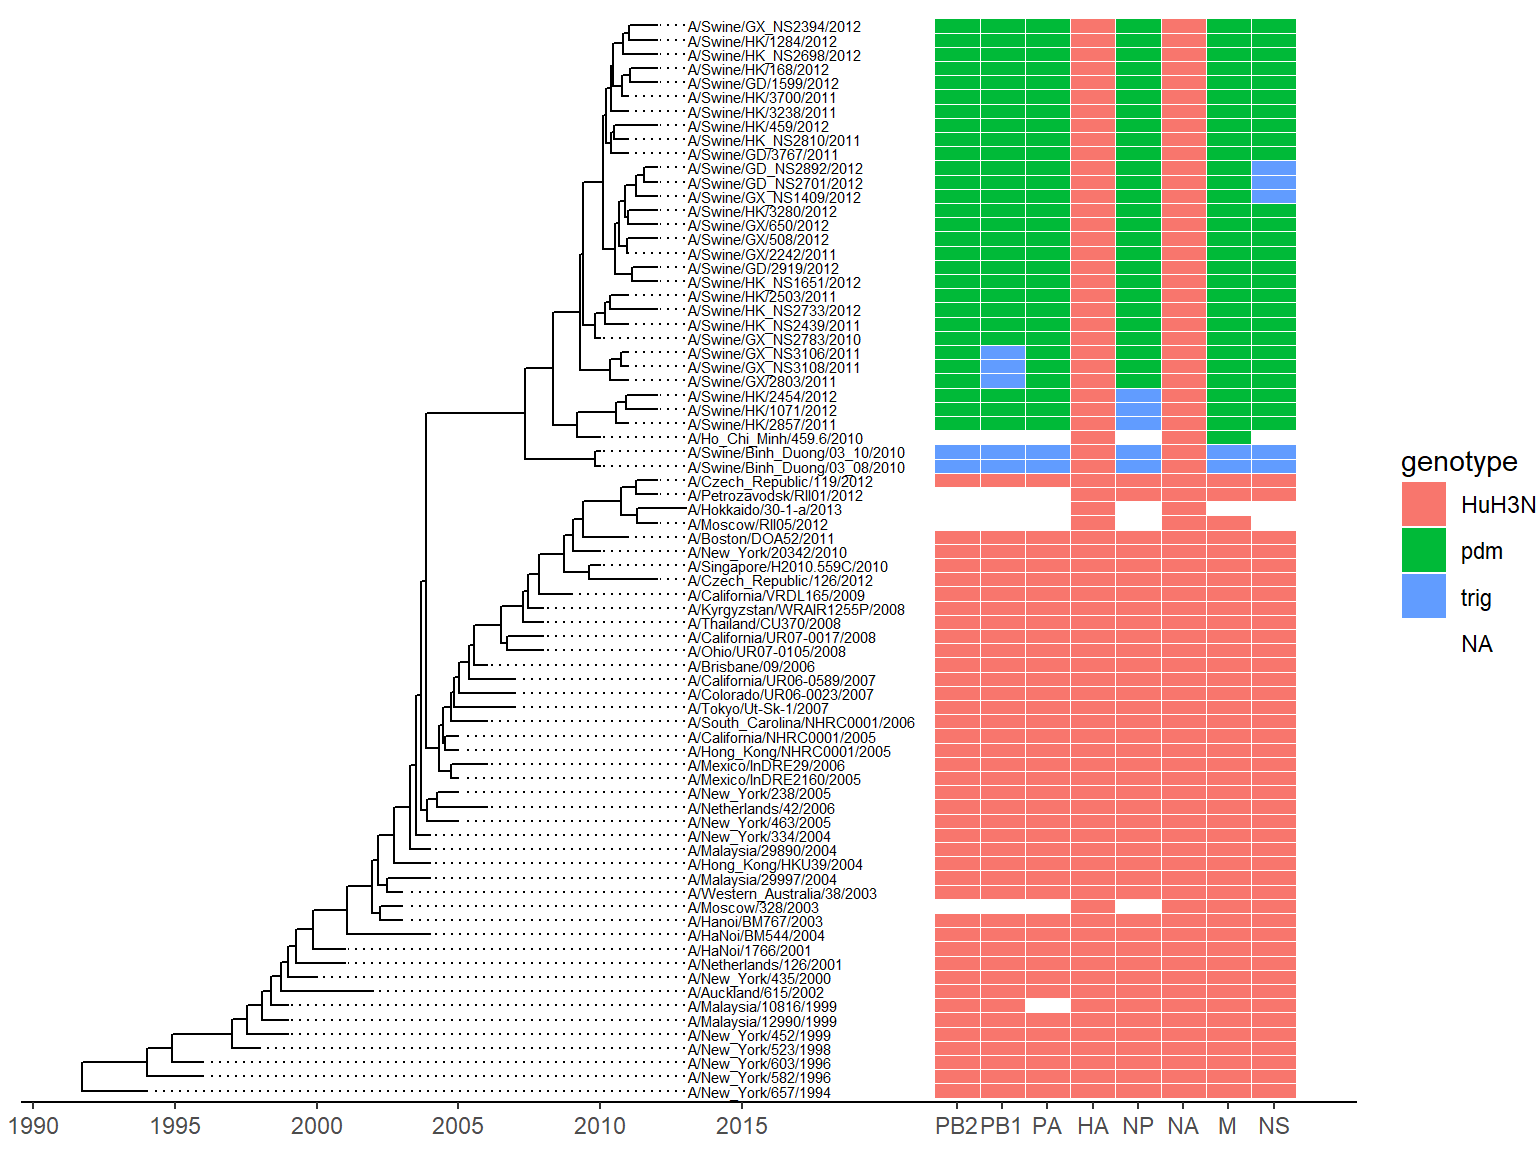 A/Swine/GX_NS2394/2012
A/Swine/HK/1284/2012
A/Swine/HK_NS2698/2012
A/Swine/HK/168/2012
A/Swine/GD/1599/2012
A/Swine/HK/3700/2011
A/Swine/HK/3238/2011
A/Swine/HK/459/2012
A/Swine/HK_NS2810/2011
A/Swine/GD/3767/2011
A/Swine/GD_NS2892/2012
A/Swine/GD_NS2701/2012
A/Swine/GX_NS1409/2012
A/Swine/HK/3280/2012
A/Swine/GX/650/2012
A/Swine/GX/508/2012
A/Swine/GX/2242/2011
A/Swine/GD/2919/2012
A/Swine/HK_NS1651/2012
A/Swine/HK/2503/2011
A/Swine/HK_NS2733/2012
A/Swine/HK_NS2439/2011
A/Swine/GX_NS2783/2010
A/Swine/GX_NS3106/2011
A/Swine/GX_NS3108/2011
A/Swine/GX/2803/2011
A/Swine/HK/2454/2012
A/Swine/HK/1071/2012
A/Swine/HK/2857/2011
A/Ho_Chi_Minh/459.6/2010
A/Swine/Binh_Duong/03_10/2010
A/Swine/Binh_Duong/03_08/2010
A/Czech_Republic/119/2012
A/Petrozavodsk/RII01/2012
A/Hokkaido/30-1-a/2013
A/Moscow/RII05/2012
A/Boston/DOA52/2011
A/New_York/20342/2010
A/Singapore/H2010.559C/2010
A/Czech_Republic/126/2012
A/California/VRDL165/2009
A/Kyrgyzstan/WRAIR1255P/2008
A/Thailand/CU370/2008
A/California/UR07-0017/2008
A/Ohio/UR07-0105/2008
A/Brisbane/09/2006
A/California/UR06-0589/2007
A/Colorado/UR06-0023/2007
A/Tokyo/Ut-Sk-1/2007
A/South_Carolina/NHRC0001/2006
A/California/NHRC0001/2005
A/Hong_Kong/NHRC0001/2005
A/Mexico/InDRE29/2006
A/Mexico/InDRE2160/2005
A/New_York/238/2005
A/Netherlands/42/2006
A/New_York/463/2005
A/New_York/334/2004
A/Malaysia/29890/2004
A/Hong_Kong/HKU39/2004
A/Malaysia/29997/2004
A/Western_Australia/38/2003
A/Moscow/328/2003
A/Hanoi/BM767/2003
A/HaNoi/BM544/2004
A/HaNoi/1766/2001
A/Netherlands/126/2001
A/New_York/435/2000
A/Auckland/615/2002
A/Malaysia/10816/1999
A/Malaysia/12990/1999
A/New_York/452/1999
A/New_York/523/1998
A/New_York/603/1996
A/New_York/582/1996
A/New_York/657/1994
1990 1995 2000 2005 2010 2015 PB2 PB1 PA HA NP NA M NS
genotype
HuH3N
pdm
trig
NA